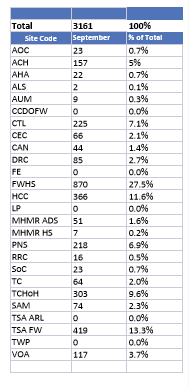 Total 3161 100%
Site Code September % of Total
AOC 23 0.7%
ACH 157 5%
AHA 22 0.7%
ALS 2 0.1%
AUM 9 0.3%
CCDOFW 0 0.0%
CTL 225 7.1%
CEC 66 2.1%
CAN 44 1.4%
DRC 85 2.7%
FE 0 0.0%
FWHS 870 27.5%
HCC 366 11.6%
LP 0 0.0%
MHMR ADS 51 1.6%
MHMR HS 7 0.2%
PNS 218 6.9%
RRC 16 0.5%
SoC 23 0.7%
TC 64 2.0%
TCHoH 303 9.6%
SAM 74 2.3%
TSA ARL 0 0.0%
TSA FW 419 13.3%
TWP 0 0.0%
VOA 117 3.7%